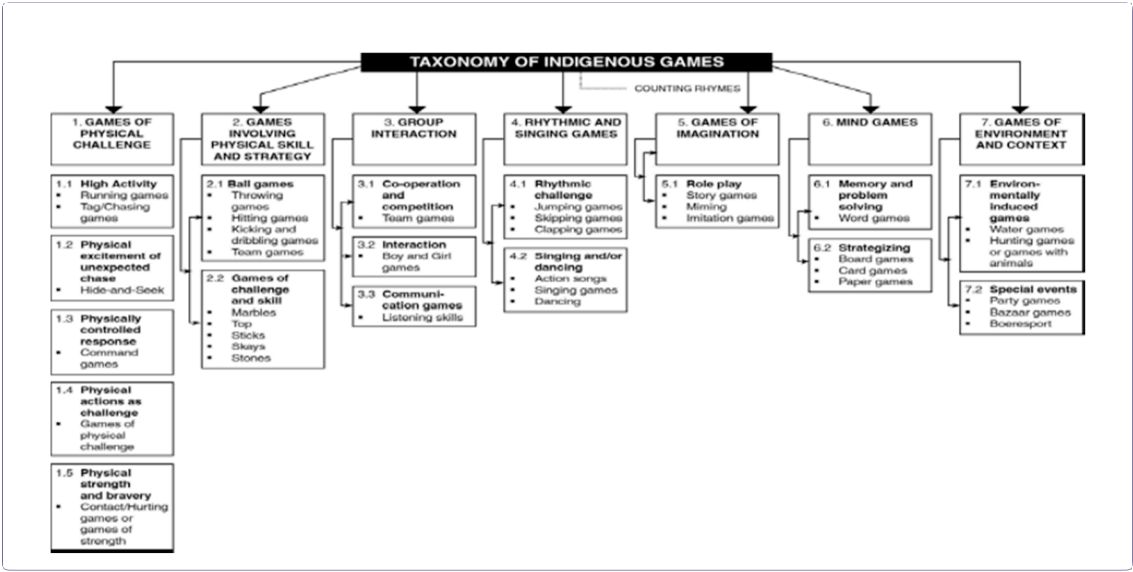 TAXONOMY OF INDIGENOUS GAMES
COUNTING RHYMES
1. GAMES OF
PHYSICAL
CHALLENGE
1.1 High Activity
▪ Running games
▪ Tag/Chasing
games
1.2 Physical
excitement of
unexpected
chase
▪ Hide-and-Seek
1.3 Physically
controlled
response
▪ Command
games
1.4 Physical
actions as
challenge
▪ Games of
physical
challenge
1.5 Physical
strength
and bravery
▪ Contact/Hurting
games or
games of
strength
2. GAMES
INVOLVING
PHYSICAL SKILL
AND STRATEGY
2.1 Ball games
▪ Throwing
games
▪ Hitting games
▪ Kicking and
dribbling games
▪ Team games
2.2 Games of
challenge
and skill
▪ Marbles
▪ Top
▪ Sticks
▪ Skays
▪ Stones
3. GROUP
INTERACTION
3.1 Co-operation
and
competition
▪ Team games
3.2 Interaction
▪ Boy and Girl
games
3.3 Communi-
cation games
▪ Listening skills
4. RHYTHMIC AND
SINGING GAMES
4.1 Rhythmic
challenge
▪ Jumping games
▪ Skipping games
▪ Clapping games
4.2 Singing and/or
dancing
▪ Action songs
▪ Singing games
▪ Dancing
5. GAMES OF
IMAGINATION
5.1 Role play
▪ Story games
▪ Miming
▪ Imitation games
6. MIND GAMES
6.1 Memory and
problem
solving
▪ Word games
6.2 Strategizing
▪ Board games
▪ Card games
▪ Paper games
7. GAMES OF
ENVIRONMENT
AND CONTEXT
7.1 Environ-
mentally
induced
games
▪ Water games
▪ Hunting games
or games with
animals
7.2 Special events
▪ Party games
▪ Bazaar games
▪ Boeresport